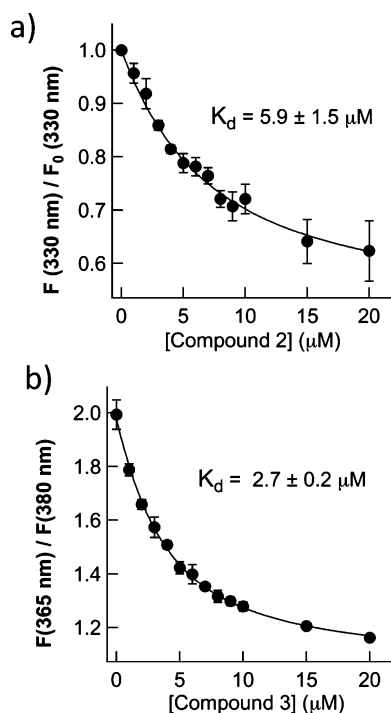 a)
F (330 nm) / F₀ (330 nm)
1.0
0.9
0.8
0.7
0.6
K_d = 5.9 ± 1.5 μM
0 5 10 15 20
[Compound 2] (μM)
b)
F(365 nm) / F(380 nm)
2.0
1.8
1.6
1.4
1.2
K_d = 2.7 ± 0.2 μM
0 5 10 15 20
[Compound 3] (μM)